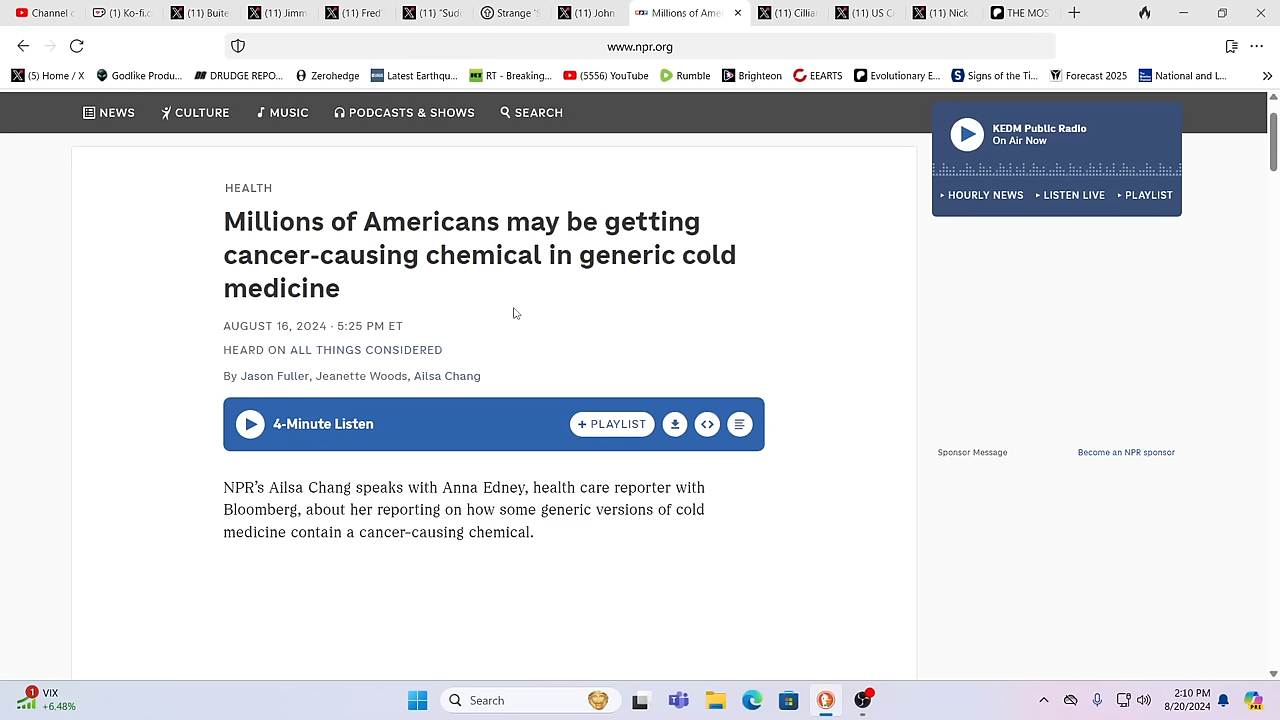 Channel c
(1) Ko-fi.c
(11) Buite
(11) Jimm
(11) Fred
(11) "S
Strange '
(11) John
Millions of Ame
(11) Cillia
(11) Nick
THE MOS
www.npr.org
(5) Home / X
Godlike Produ...
DRUDGE REPO...
Zerohedge
Latest Earthqu...
RT - Breaking...
(5556) YouTube
Rumble
Brighteon
EEARTS
Evolutionary E...
Signs of the Ti...
Forecast 2025
National and L...
NEWS
CULTURE
MUSIC
PODCASTS & SHOWS
SEARCH
KEDM Public Radio
On Air Now
HOURLY NEWS
LISTEN LIVE
PLAYLIST
HEALTH
Millions of Americans may be getting
cancer-causing chemical in generic cold
medicine
AUGUST 16, 2024 · 5:25 PM ET
HEARD ON ALL THINGS CONSIDERED
By Jason Fuller, Jeanette Woods, Ailsa Chang
4-Minute Listen
+ PLAYLIST
Sponsor Message
Become an NPR sponsor
NPR's Ailsa Chang speaks with Anna Edney, health care reporter with
Bloomberg, about her reporting on how some generic versions of cold
medicine contain a cancer-causing chemical.
1
VIX
+6.48%
Search
PRE
2:10 PM
8/20/2024